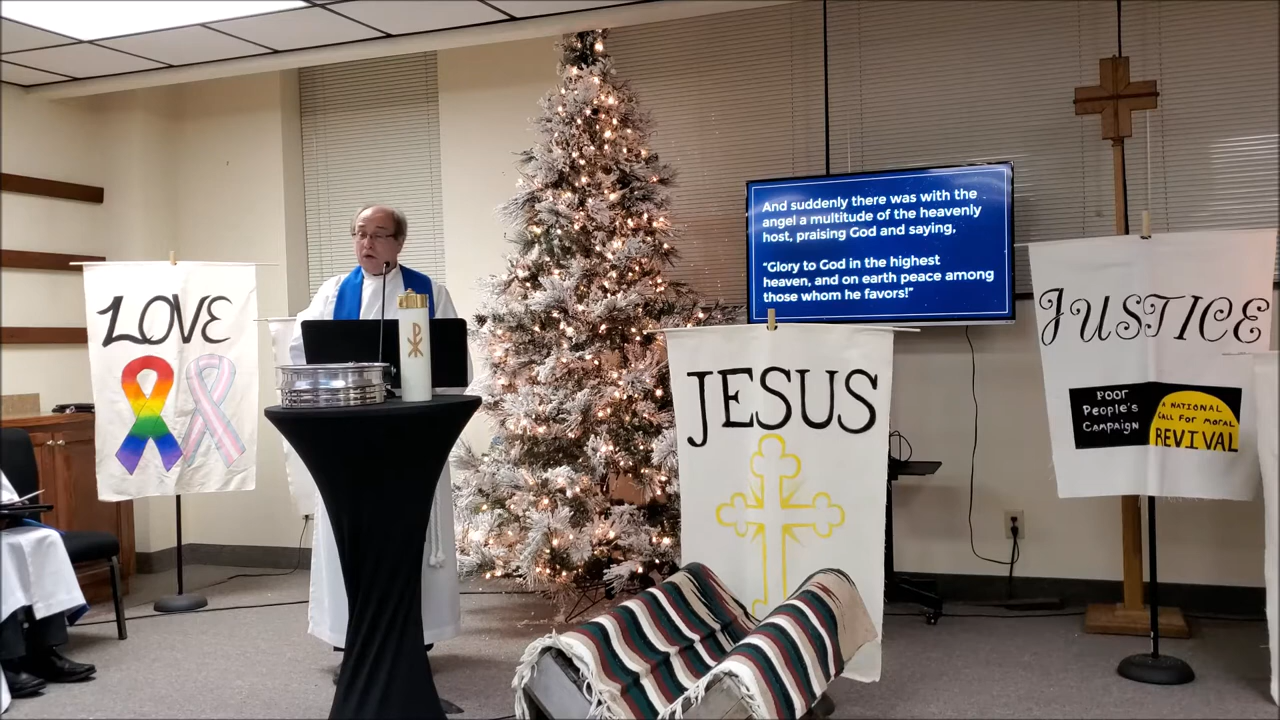 LOVE
And suddenly there was with the
angel a multitude of the heavenly
host, praising God and saying,
"Glory to God in the highest
heaven, and on earth peace among
those whom he favors!"
JESUS
JUSTICE
POOR
PEOPLE'S
CAMPAIGN
A NATIONAL
CALL FOR MORAL
REVIVAL